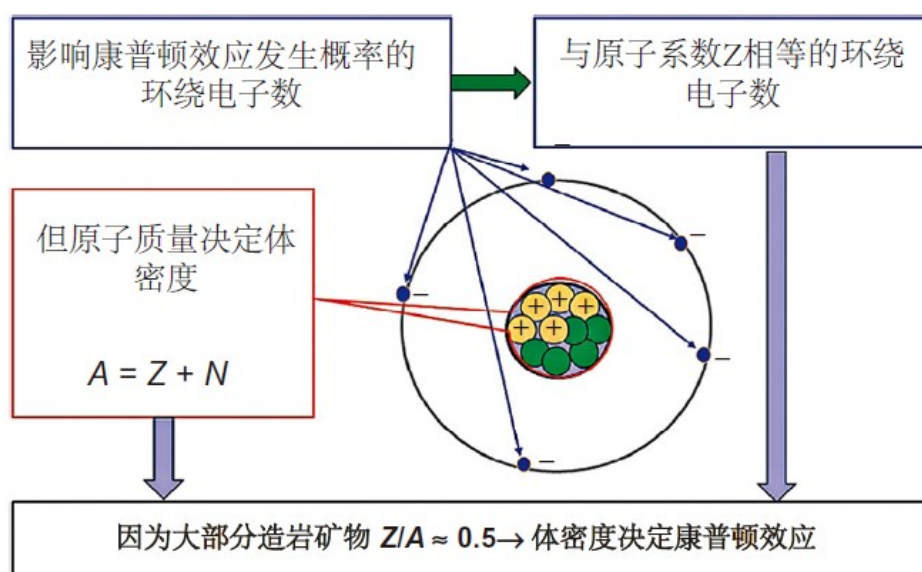 影响康普顿效应发生概率的
环绕电子数
与原子系数Z相等的环绕
电子数
但原子质量决定体
密度
A = Z + N
－
－
－
－
－
+
+
+
+
+
因为大部分造岩矿物 Z/A ≈ 0.5→ 体密度决定康普顿效应